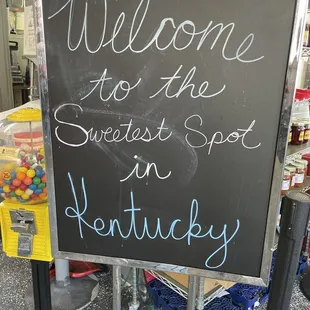 Welcome
to the
Sweetest Spot
in
Kentucky